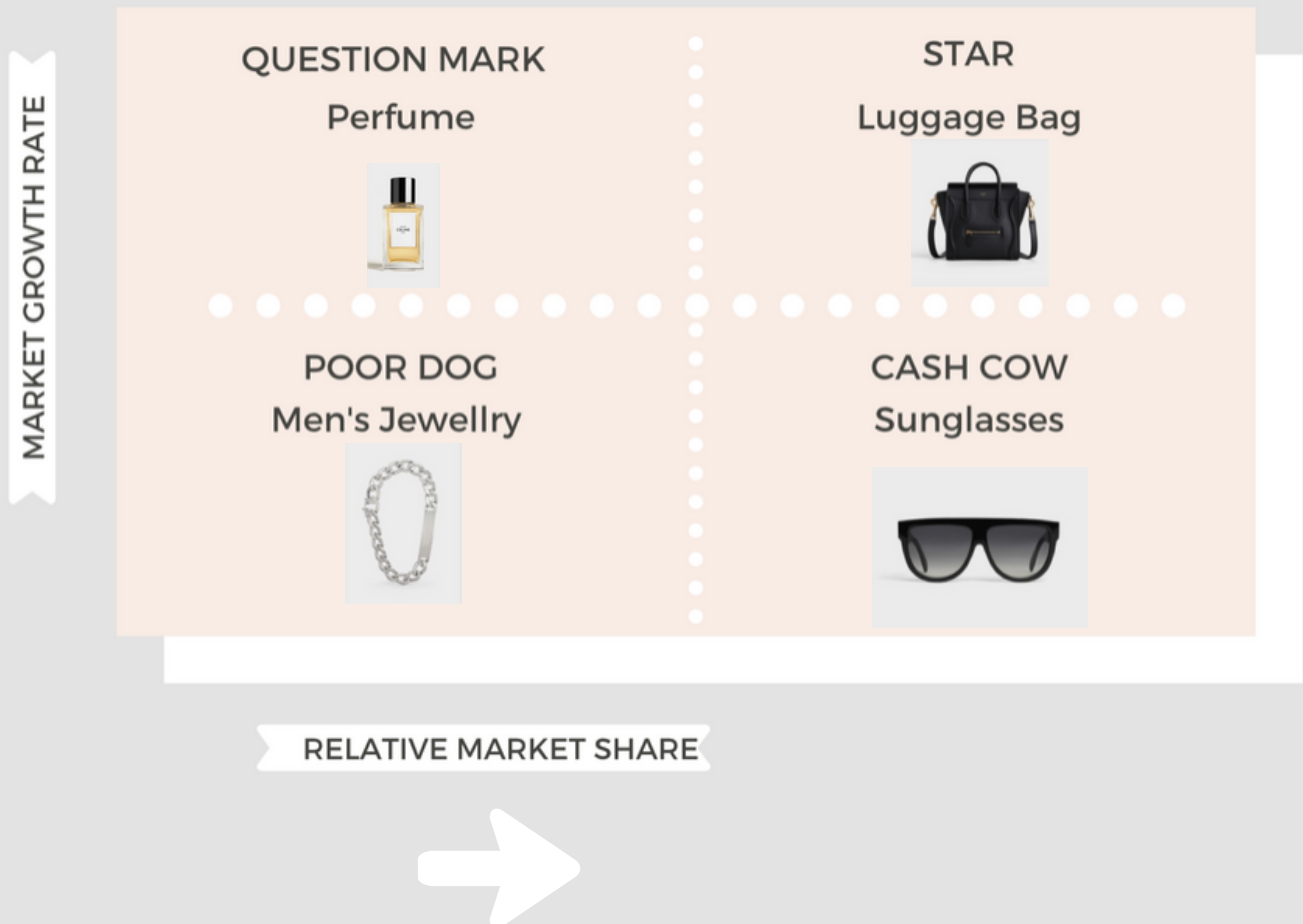 MARKET GROWTH RATE
QUESTION MARK
Perfume
CELINE
STAR
Luggage Bag
POOR DOG
Men's Jewellry
CASH COW
Sunglasses
RELATIVE MARKET SHARE